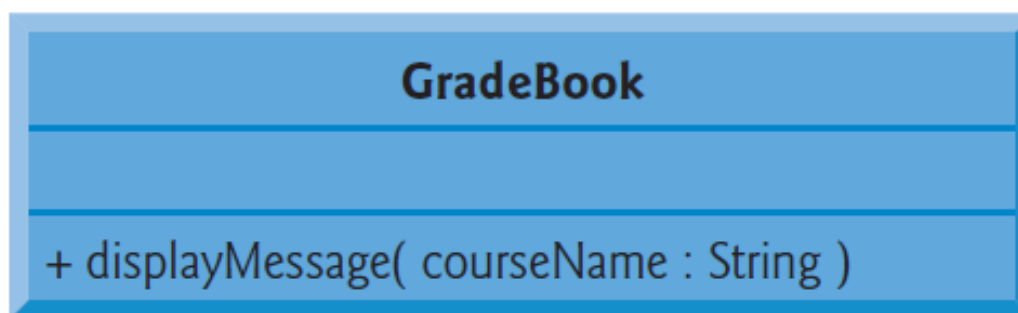 GradeBook
+ displayMessage( courseName : String )